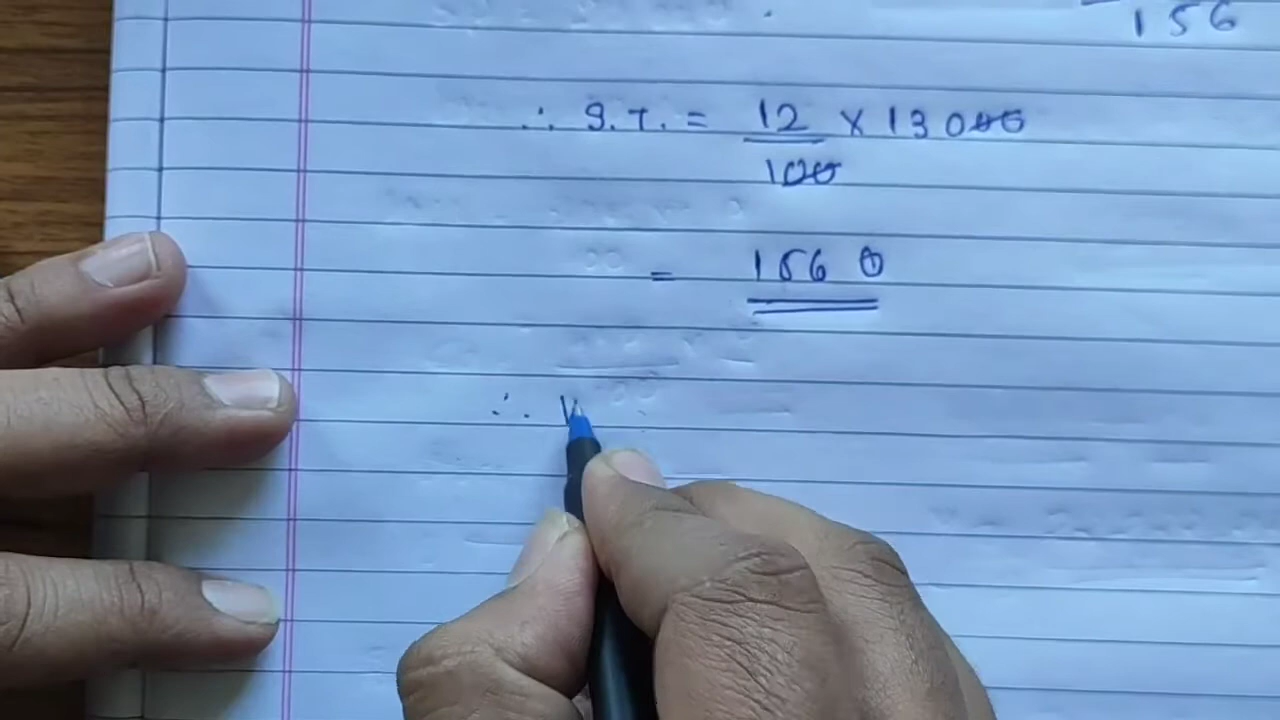 156
∴ S.T. = 12/100 × 13000
= 1560
∴